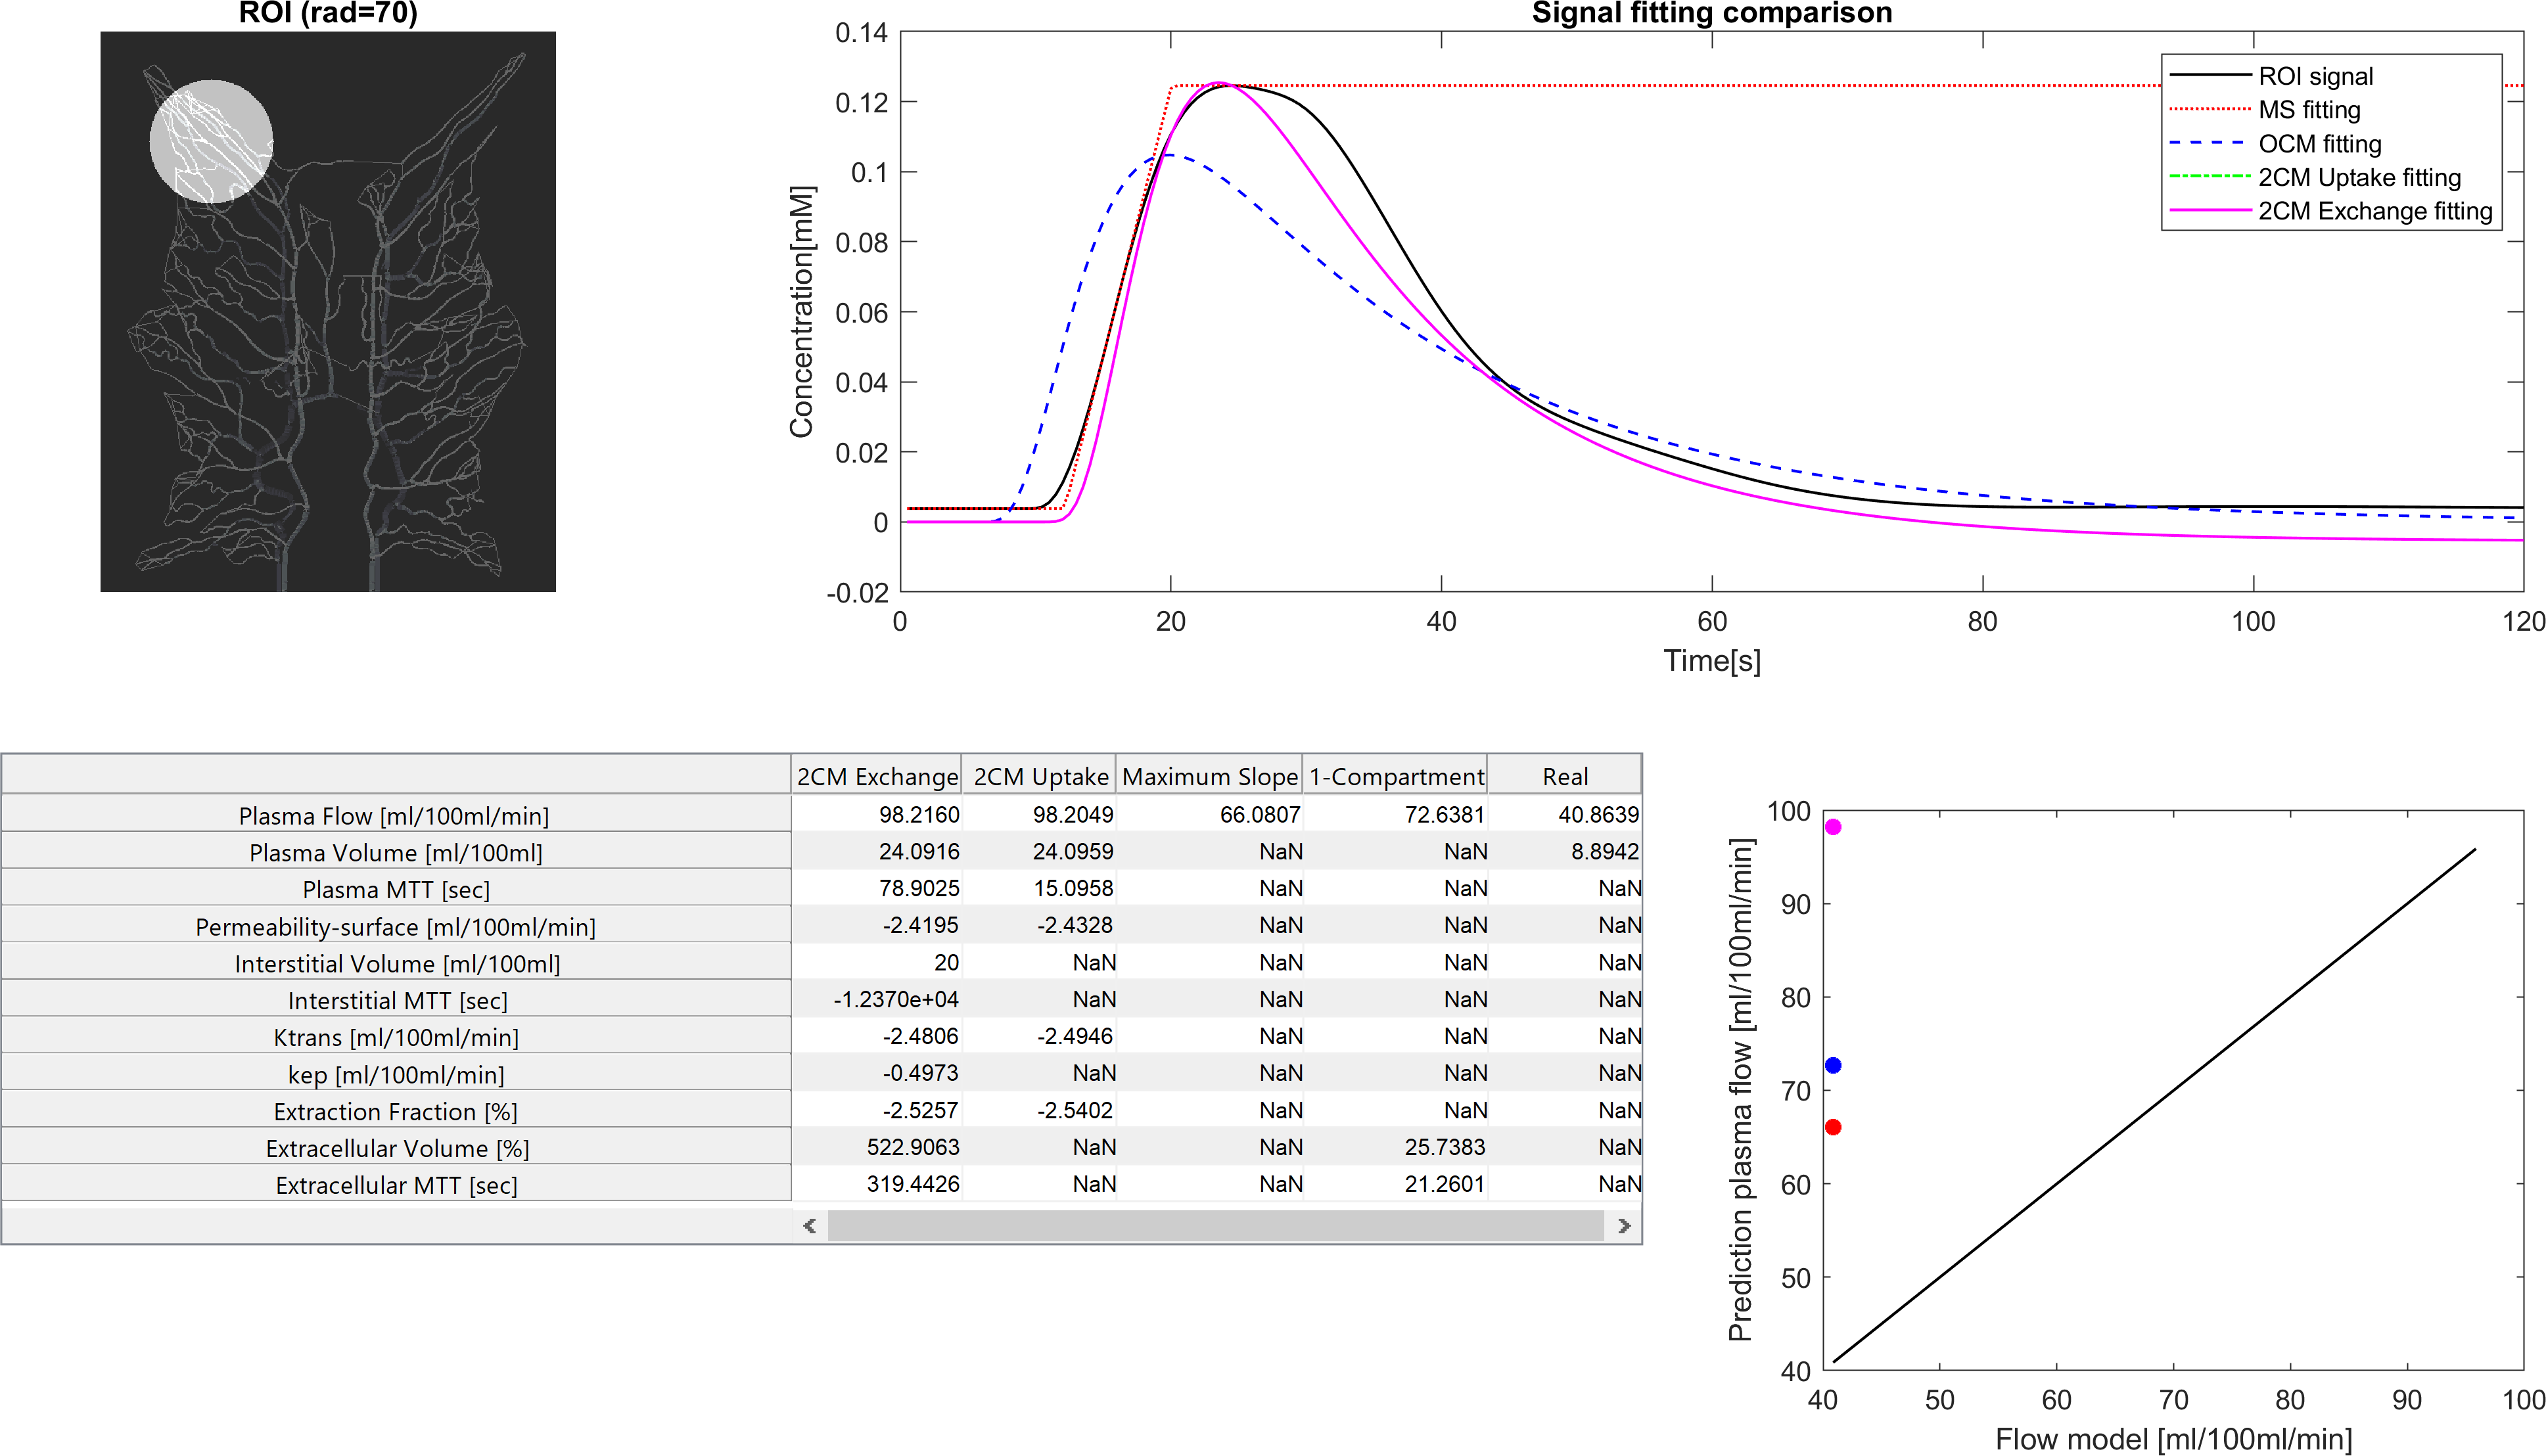 ROI (rad=70)
Signal fitting comparison
0.14
0.12
0.1
0.08
0.06
0.04
0.02
0
-0.02
Concentration[mM]
0 20 40 60 80 100 120
Time[s]
ROI signal
MS fitting
OCM fitting
2CM Uptake fitting
2CM Exchange fitting
2CM Exchange 2CM Uptake Maximum Slope 1-Compartment Real
Plasma Flow [ml/100ml/min] 98.2160 98.2049 66.0807 72.6381 40.8639
Plasma Volume [ml/100ml] 24.0916 24.0959 NaN NaN 8.8942
Plasma MTT [sec] 78.9025 15.0958 NaN NaN NaN
Permeability-surface [ml/100ml/min] -2.4195 -2.4328 NaN NaN NaN
Interstitial Volume [ml/100ml] 20 NaN NaN NaN NaN
Interstitial MTT [sec] -1.2370e+04 NaN NaN NaN NaN
Ktrans [ml/100ml/min] -2.4806 -2.4946 NaN NaN NaN
kep [ml/100ml/min] -0.4973 NaN NaN NaN NaN
Extraction Fraction [%] -2.5257 -2.5402 NaN NaN NaN
Extracellular Volume [%] 522.9063 NaN NaN 25.7383 NaN
Extracellular MTT [sec] 319.4426 NaN NaN 21.2601 NaN
100
90
80
70
60
50
40
Prediction plasma flow [ml/100ml/min]
40 50 60 70 80 90 100
Flow model [ml/100ml/min]